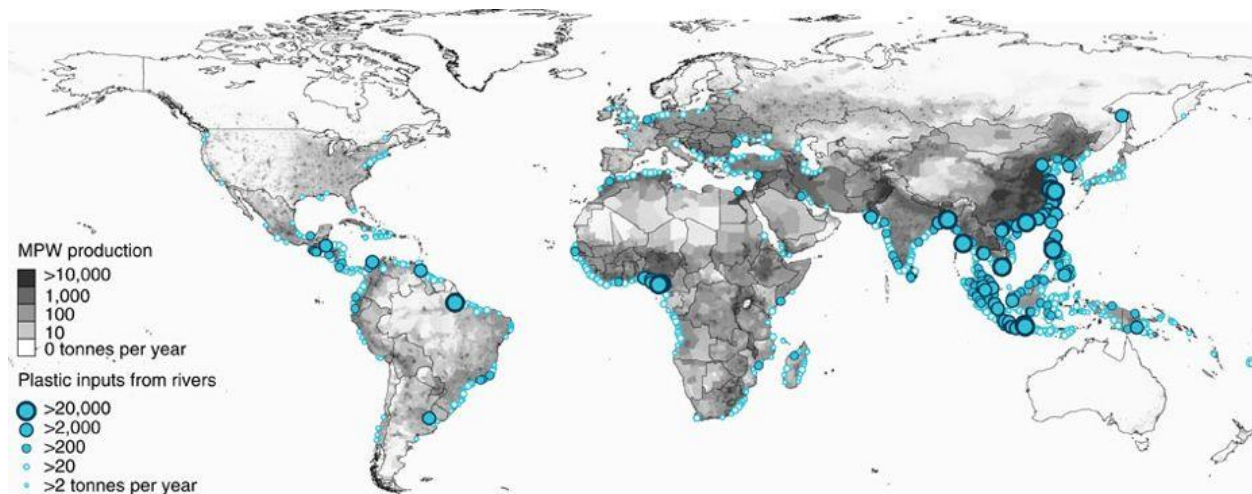 MPW production
>10,000
1,000
100
10
0 tonnes per year
Plastic inputs from rivers
>20,000
>2,000
>200
>20
>2 tonnes per year